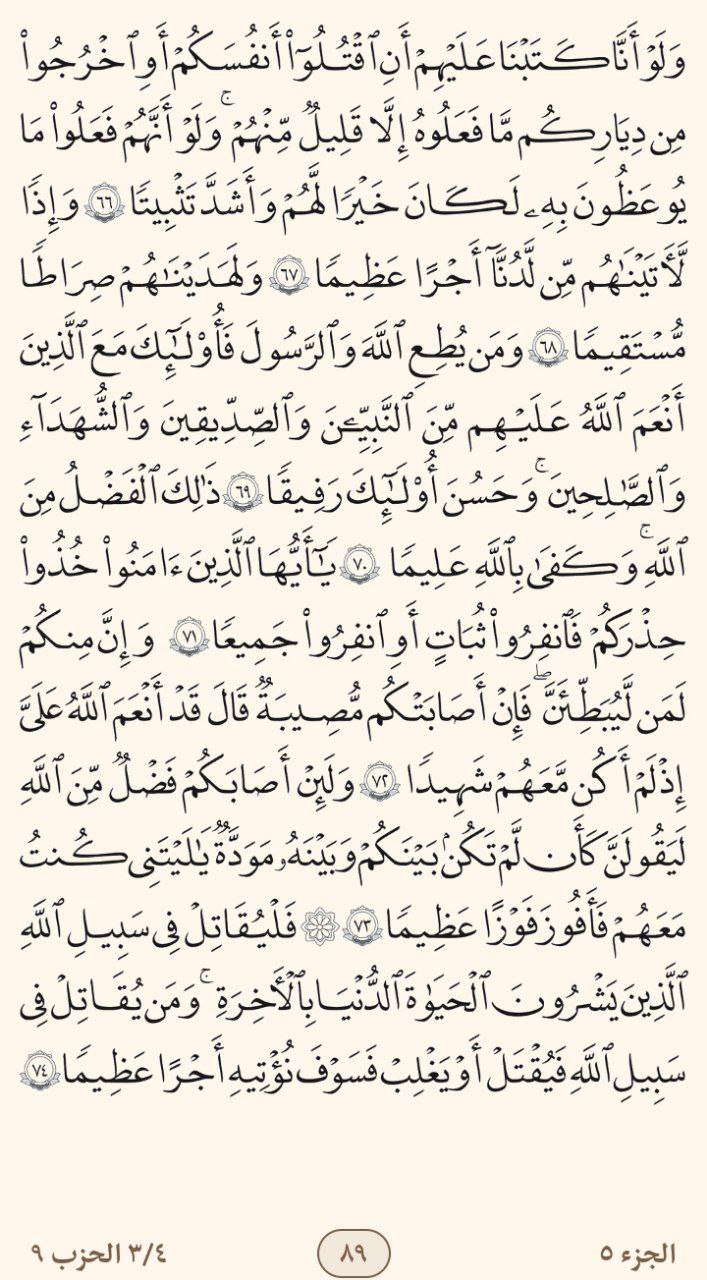 وَلَوْ أَنَّا كَتَبْنَا عَلَيْهِمْ أَنِ ٱقْتُلُوٓا۟ أَنفُسَكُمْ أَوِ ٱخْرُجُوا۟
مِن دِيَـٰرِكُم مَّا فَعَلُوهُ إِلَّا قَلِيلٌ مِّنْهُمْ ۚ وَلَوْ أَنَّهُمْ فَعَلُوا۟ مَا
يُوعَظُونَ بِهِۦ لَكَانَ خَيْرًا لَّهُمْ وَأَشَدَّ تَثْبِيتًا ٦٦ وَإِذًا
لَّـَٔاتَيْنَـٰهُم مِّن لَّدُنَّآ أَجْرًا عَظِيمًا ٦٧ وَلَهَدَيْنَـٰهُمْ صِرَٰطًا
مُّسْتَقِيمًا ٦٨ وَمَن يُطِعِ ٱللَّهَ وَٱلرَّسُولَ فَأُو۟لَـٰٓئِكَ مَعَ ٱلَّذِينَ
أَنْعَمَ ٱللَّهُ عَلَيْهِم مِّنَ ٱلنَّبِيِّـۧنَ وَٱلصِّدِّيقِينَ وَٱلشُّهَدَآءِ
وَٱلصَّـٰلِحِينَ ۚ وَحَسُنَ أُو۟لَـٰٓئِكَ رَفِيقًا ٦٩ ذَٰلِكَ ٱلْفَضْلُ مِنَ
ٱللَّهِ ۚ وَكَفَىٰ بِٱللَّهِ عَلِيمًا ٧٠ يَـٰٓأَيُّهَا ٱلَّذِينَ ءَامَنُوا۟ خُذُوا۟
حِذْرَكُمْ فَٱنفِرُوا۟ ثُبَاتٍ أَوِ ٱنفِرُوا۟ جَمِيعًا ٧١ وَإِنَّ مِنكُمْ
لَمَن لَّيُبَطِّئَنَّ ۖ فَإِنْ أَصَـٰبَتْكُم مُّصِيبَةٌ قَالَ قَدْ أَنْعَمَ ٱللَّهُ عَلَىَّ
إِذْ لَمْ أَكُن مَّعَهُمْ شَهِيدًا ٧٢ وَلَئِنْ أَصَـٰبَكُمْ فَضْلٌ مِّنَ ٱللَّهِ
لَيَقُولَنَّ كَأَن لَّمْ تَكُنۢ بَيْنَكُمْ وَبَيْنَهُۥ مَوَدَّةٌ يَـٰلَيْتَنِى كُنتُ
مَعَهُمْ فَأَفُوزَ فَوْزًا عَظِيمًا ٧٣ ۞ فَلْيُقَـٰتِلْ فِى سَبِيلِ ٱللَّهِ
ٱلَّذِينَ يَشْرُونَ ٱلْحَيَوٰةَ ٱلدُّنْيَا بِٱلْـَٔاخِرَةِ ۚ وَمَن يُقَـٰتِلْ فِى
سَبِيلِ ٱللَّهِ فَيُقْتَلْ أَوْ يَغْلِبْ فَسَوْفَ نُؤْتِيهِ أَجْرًا عَظِيمًا ٧٤
الجزء ٥ ٨٩ ٣/٤ الحزب ٩